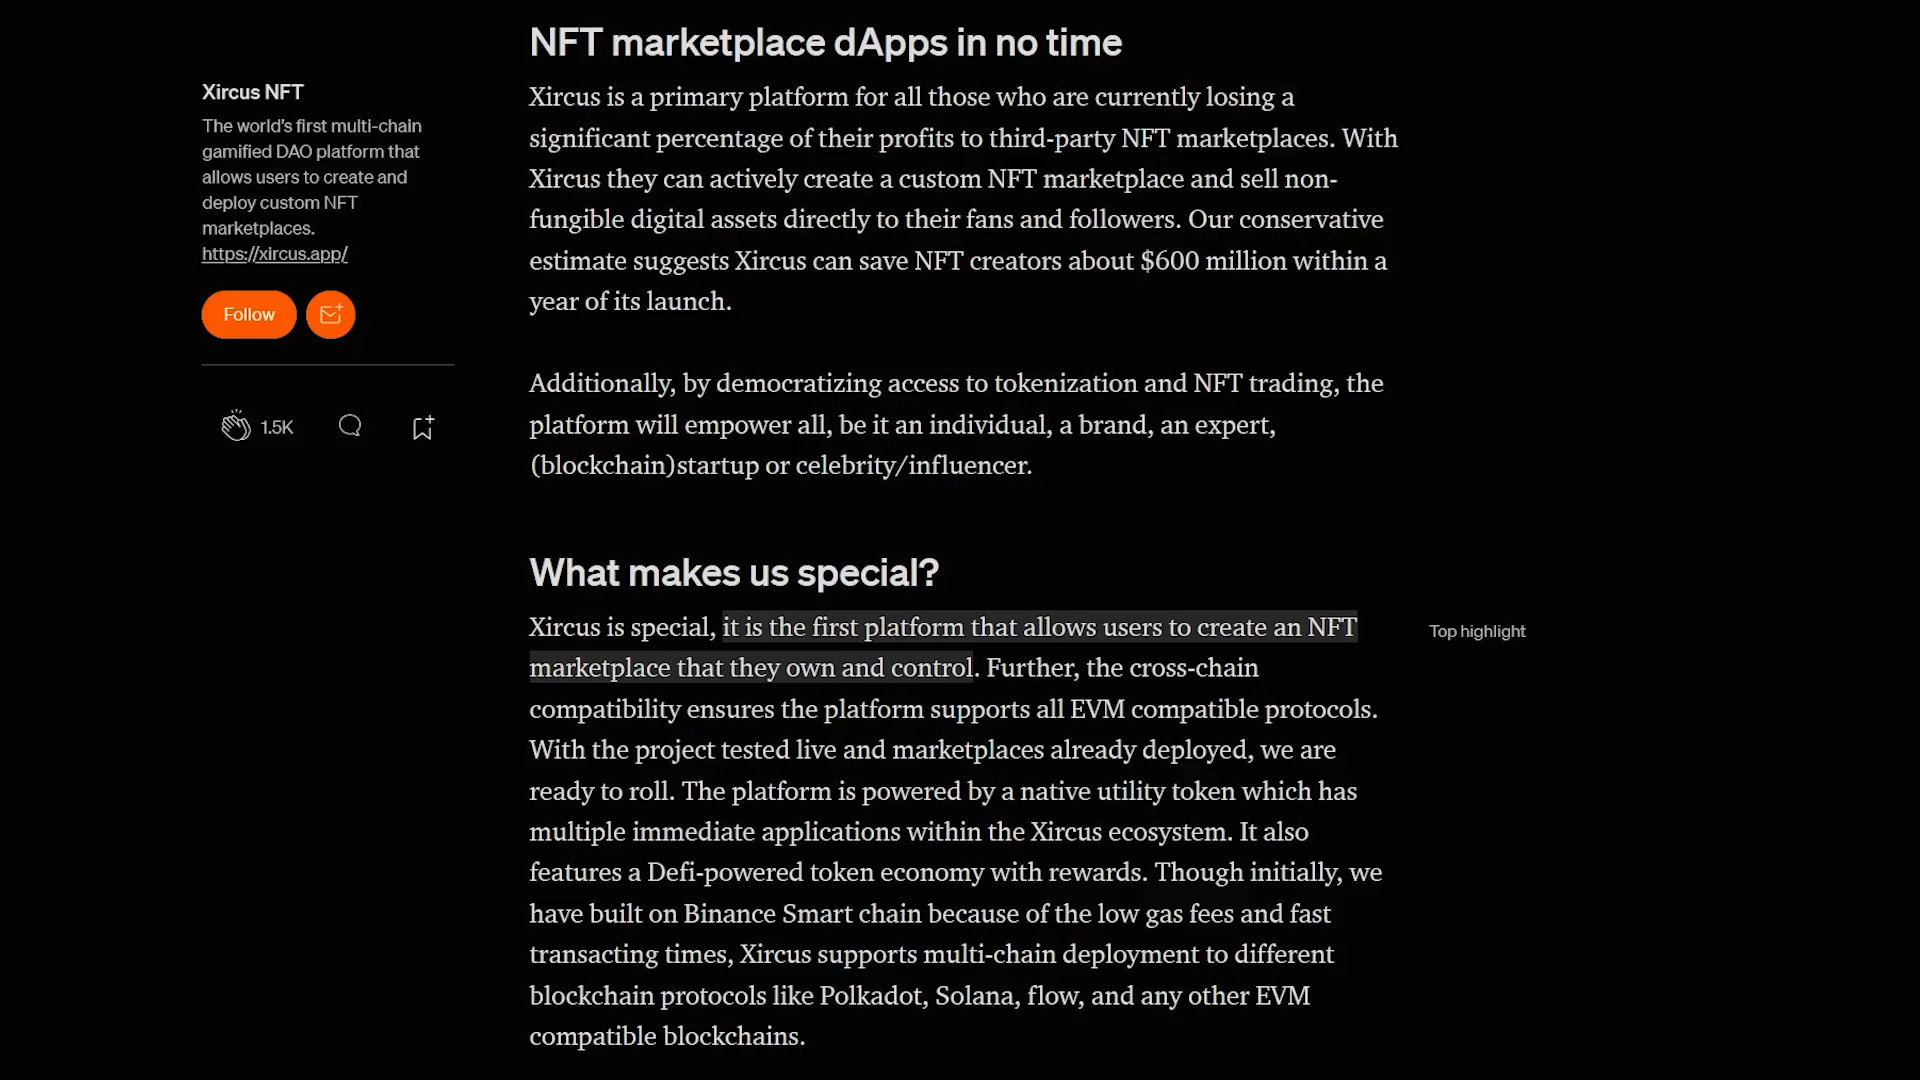 NFT marketplace dApps in no time
Xircus NFT
The world's first multi-chain
gamified DAO platform that
allows users to create and
deploy custom NFT
marketplaces.
https://xircus.app/
Follow
1.5K
Xircus is a primary platform for all those who are currently losing a
significant percentage of their profits to third-party NFT marketplaces. With
Xircus they can actively create a custom NFT marketplace and sell non-
fungible digital assets directly to their fans and followers. Our conservative
estimate suggests Xircus can save NFT creators about $600 million within a
year of its launch.
Additionally, by democratizing access to tokenization and NFT trading, the
platform will empower all, be it an individual, a brand, an expert,
(blockchain)startup or celebrity/influencer.
What makes us special?
Xircus is special, it is the first platform that allows users to create an NFT
marketplace that they own and control. Further, the cross-chain
compatibility ensures the platform supports all EVM compatible protocols.
With the project tested live and marketplaces already deployed, we are
ready to roll. The platform is powered by a native utility token which has
multiple immediate applications within the Xircus ecosystem. It also
features a Defi-powered token economy with rewards. Though initially, we
have built on Binance Smart chain because of the low gas fees and fast
transacting times, Xircus supports multi-chain deployment to different
blockchain protocols like Polkadot, Solana, flow, and any other EVM
compatible blockchains.
Top highlight